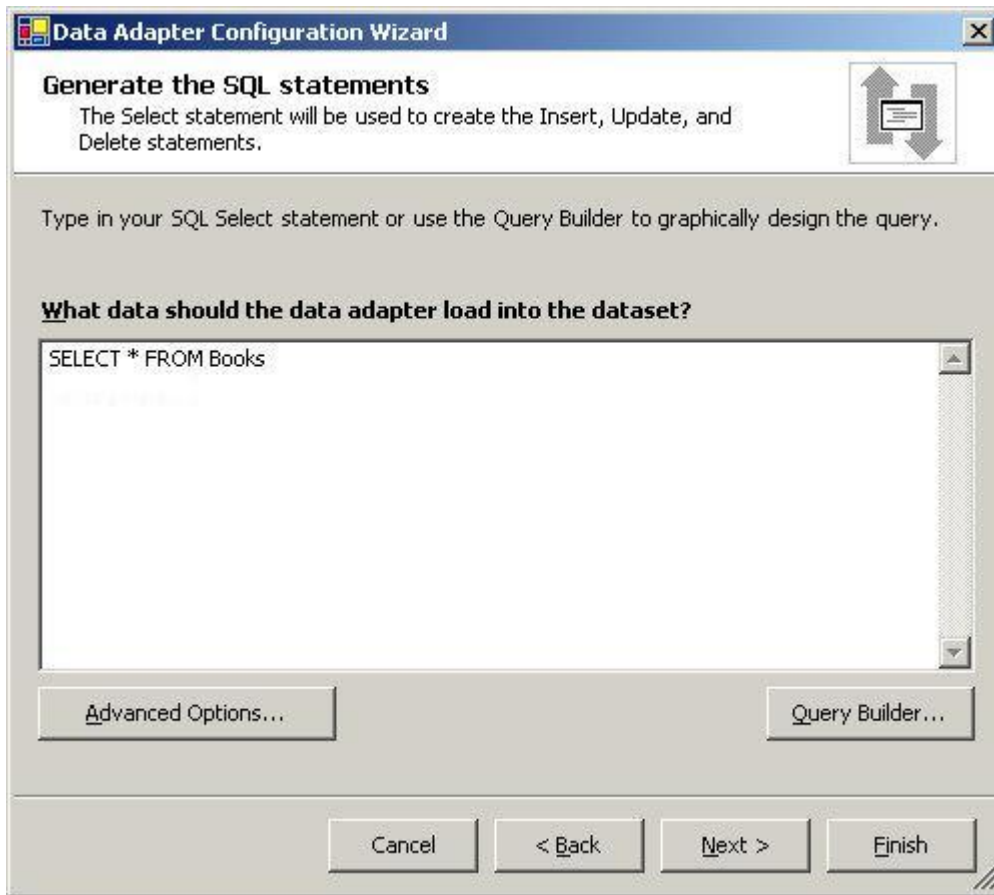 Data Adapter Configuration Wizard
Generate the SQL statements
The Select statement will be used to create the Insert, Update, and
Delete statements.
Type in your SQL Select statement or use the Query Builder to graphically design the query.
What data should the data adapter load into the dataset?
SELECT * FROM Books
Advanced Options...
Query Builder...
Cancel
< Back
Next >
Finish